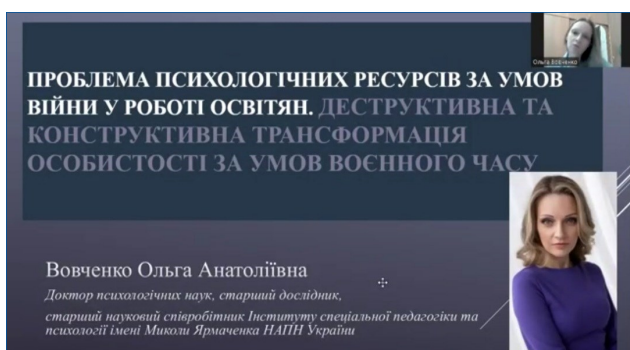 Ольга Вовченко
ПРОБЛЕМА ПСИХОЛОГІЧНИХ РЕСУРСІВ ЗА УМОВ
ВІЙНИ У РОБОТІ ОСВІТЯН. ДЕСТРУКТИВНА ТА
КОНСТРУКТИВНА ТРАНСФОРМАЦІЯ
ОСОБИСТОСТІ ЗА УМОВ ВОЄННОГО ЧАСУ
Вовченко Ольга Анатоліївна
Доктор психологічних наук, старший дослідник,
старший науковий співробітник Інституту спеціальної педагогіки та
психології імені Миколи Ярмаченка НАПН України